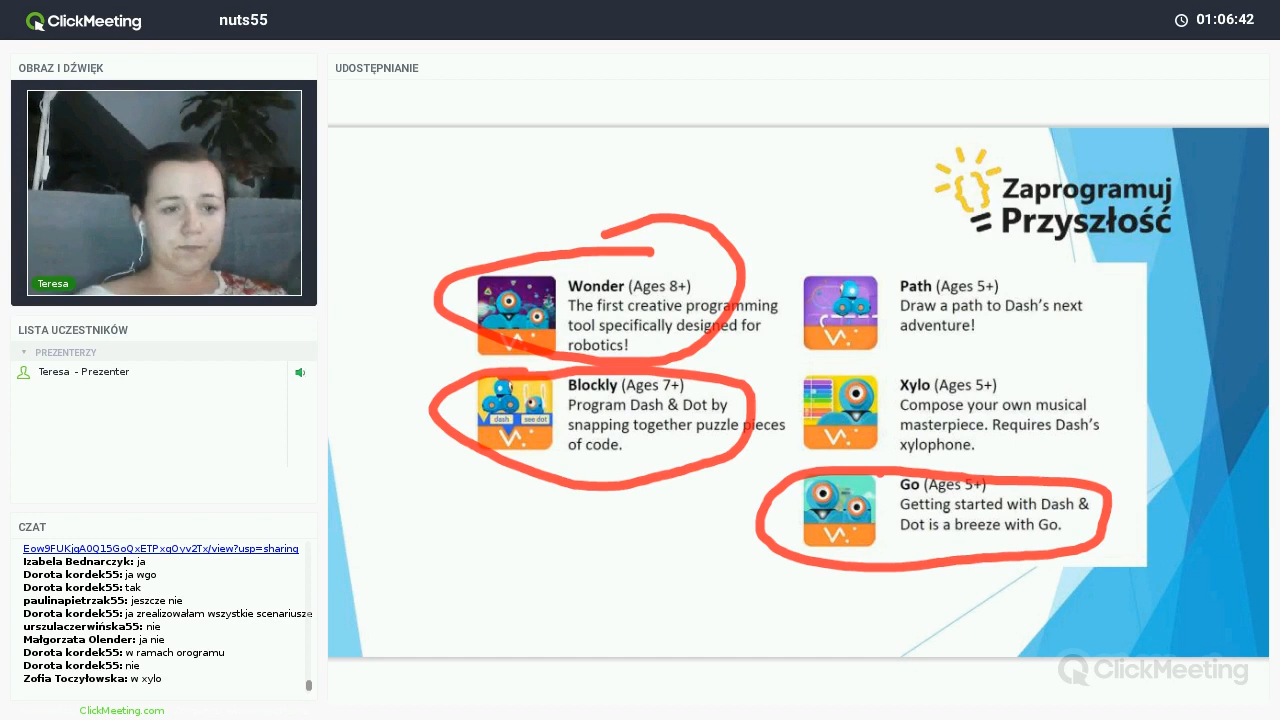 ClickMeeting
nuts55
01:06:42
OBRAZ I DŹWIĘK
Teresa
LISTA UCZESTNIKÓW
PREZENTERZY
Teresa - Prezenter
CZAT
Eow9FUKjqA0Q15GoQxETPxqOyv2Tx/view?usp=sharing
Izabela Bednarczyk: ja
Dorota kordek55: ja wgo
Dorota kordek55: tak
paulinapietrzak55: jeszcze nie
Dorota kordek55: ja zrealizowałam wszystkie scenariusze
urszulaczerwińska55: nie
Małgorzata Olender: ja nie
Dorota kordek55: w ramach orogramu
Dorota kordek55: nie
Zofia Toczyłowska: w xylo
ClickMeeting.com
UDOSTĘPNIANIE
Zaprogramuj
Przyszłość
Wonder (Ages 8+)
The first creative programming
tool specifically designed for
robotics!
dash
see dot
Blockly (Ages 7+)
Program Dash & Dot by
snapping together puzzle pieces
of code.
Path (Ages 5+)
Draw a path to Dash's next
adventure!
Xylo (Ages 5+)
Compose your own musical
masterpiece. Requires Dash's
xylophone.
Go (Ages 5+)
Getting started with Dash &
Dot is a breeze with Go.
ClickMeeting